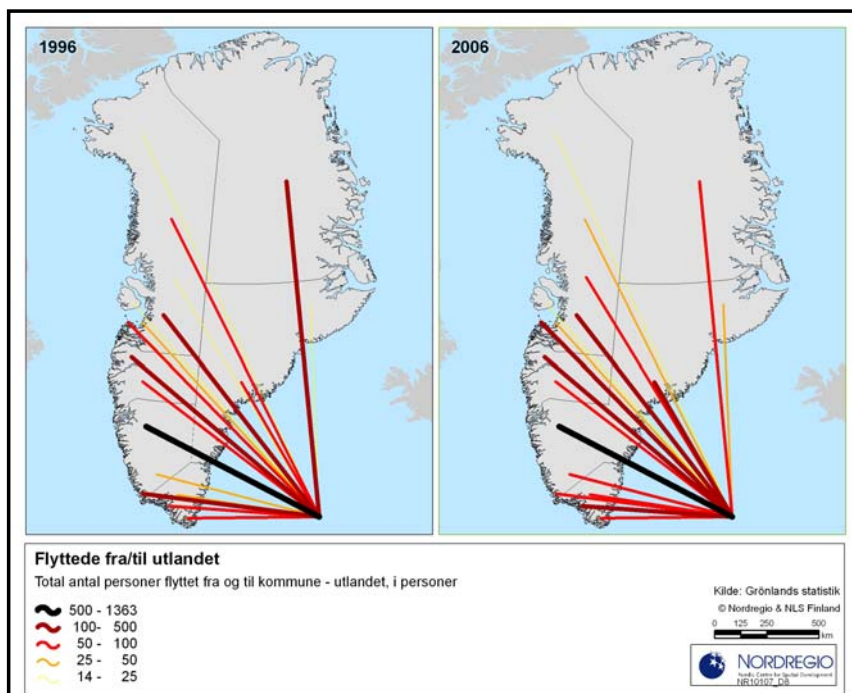 1996
2006
Flyttede fra/til utlandet
Total antal personer flyttet fra og til kommune - utlandet, i personer
500 - 1363
100- 500
50 - 100
25 - 50
14 - 25
Kilde: Grönlands statistik
© Nordregio & NLS Finland
0 125 250 500
km
NORDREGIO
Nordic Centre for Spatial Development
NR10107_D8